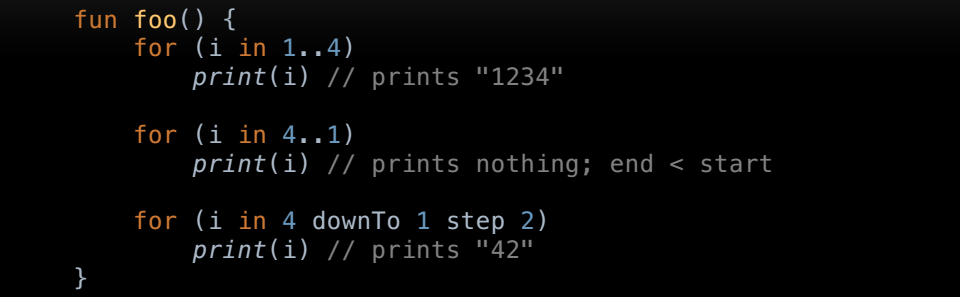 fun foo() {
    for (i in 1..4)
        print(i) // prints "1234"

    for (i in 4..1)
        print(i) // prints nothing; end < start

    for (i in 4 downTo 1 step 2)
        print(i) // prints "42"
}